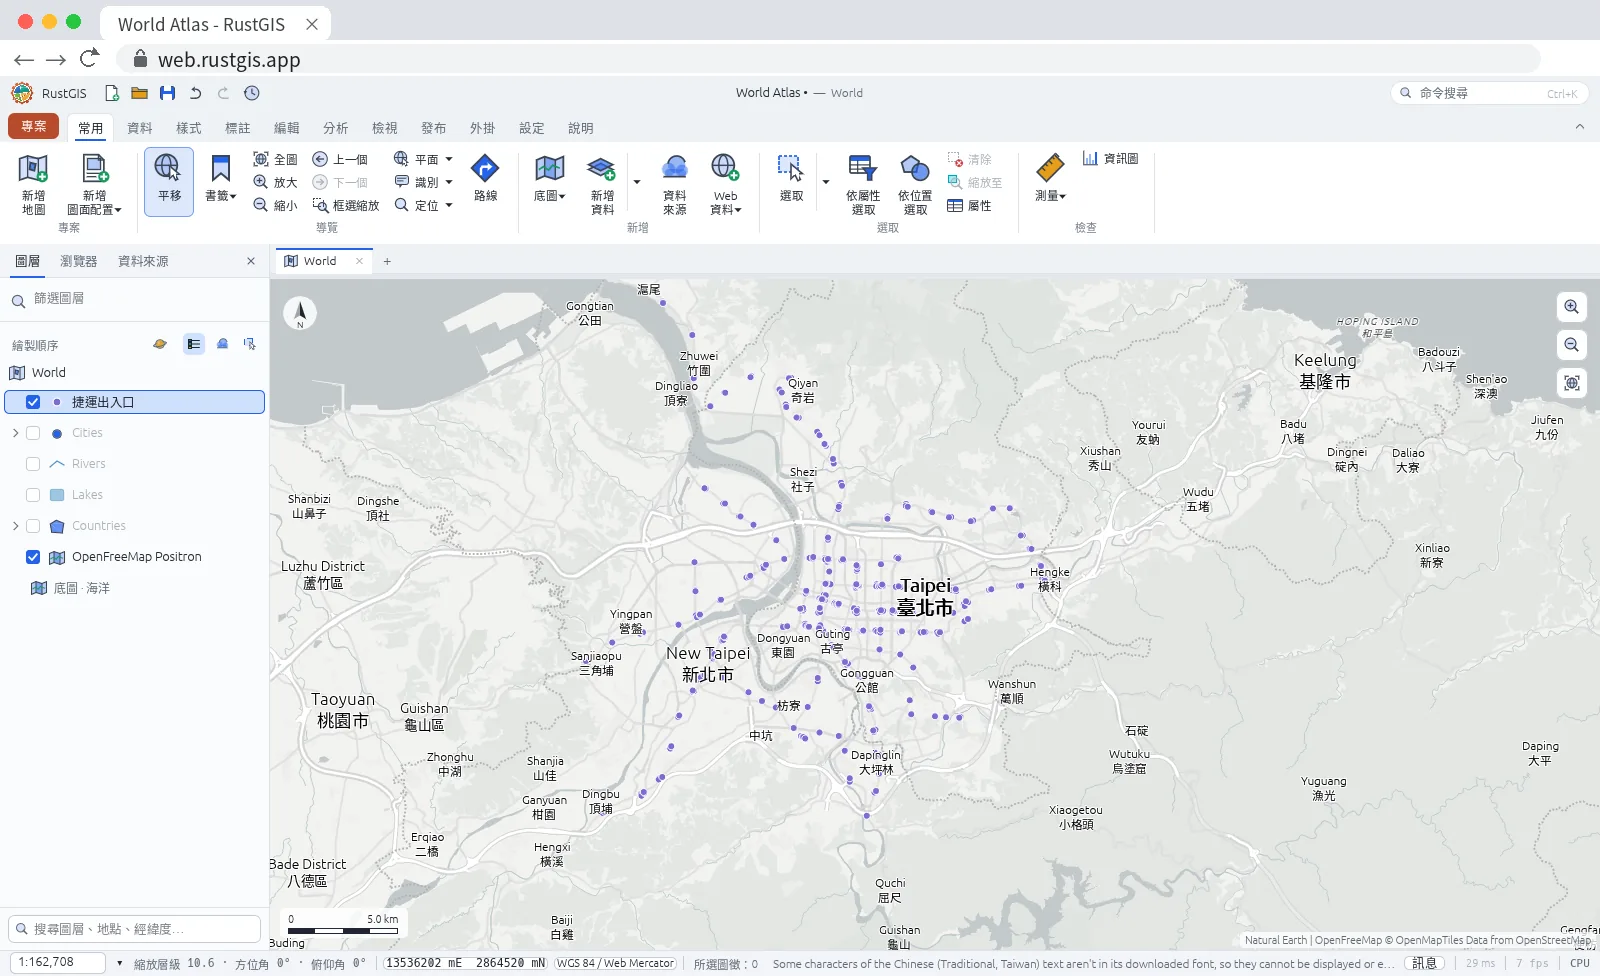 World Atlas - RustGIS
web.rustgis.app
RustGIS
World Atlas • — World
命令搜尋 Ctrl+K
專案 常用 資料 樣式 標註 編輯 分析 檢視 發布 外掛 設定 說明
新增地圖
新增圖面配置
專案
平移
書籤
全圖
放大
縮小
上一個
下一個
框選縮放
平面
識別
定位
路線
導覽
底圖
新增資料
資料來源
Web 資料
新增
選取
依屬性選取
依位置選取
清除
縮放至
屬性
選取
測量
資訊圖
檢查
圖層 瀏覽器 資料來源
World
篩選圖層
繪製順序
World
捷運出入口
Cities
Rivers
Lakes
Countries
OpenFreeMap Positron
底圖 · 海洋
搜尋圖層、地點、經緯度…
N
滬尾
Gongtian
公田
Zhuwei
竹圍
Dingliao
頂寮
Qiyan
奇岩
HOPING ISLAND
和平島
Keelung
基隆市
Badouzi
八斗子
Shen'ao
深澳
Jiufen
九份
Badu
八堵
Yourui
友蚋
Xiushan
秀山
Dingnei
碇內
Daliao
大寮
Shezi
社子
Wudu
五堵
Shanbizi
山鼻子
Dingshe
頂社
Xinliao
新寮
Luzhu District
蘆竹區
Hengke
橫科
Taipei
臺北市
Yingpan
營盤
Dongyuan
東園
Guting
古亭
New Taipei
新北市
Sanjiaopu
三角埔
Gongguan
公館
Wanshun
萬順
Taoyuan
桃園市
Guishan
龜山區
枋寮
中坑
石碇
Wutuku
烏塗窟
Daping
大平
Zhonghu
中湖
Shanjia
山佳
Dapinglin
大坪林
Yuguang
漁光
Ganyuan
柑園
Dingbu
頂埔
Xiaogetou
小格頭
Erqiao
二橋
Hengxi
橫溪
Bade District
八德區
Quchi
屈尺
Baiji
白雞
Guishan
龜山
Buding
0 5.0 km
Natural Earth | OpenFreeMap © OpenMapTiles Data from OpenStreetMap
1:162,708 縮放層級 10.6 · 方位角 0° · 俯仰角 0° 13536202 mE 2864520 mN WGS 84 / Web Mercator 所選圖徵：0 Some characters of the Chinese (Traditional, Taiwan) text aren't in its downloaded font, so they cannot be displayed or e... 訊息 29 ms 7 fps CPU